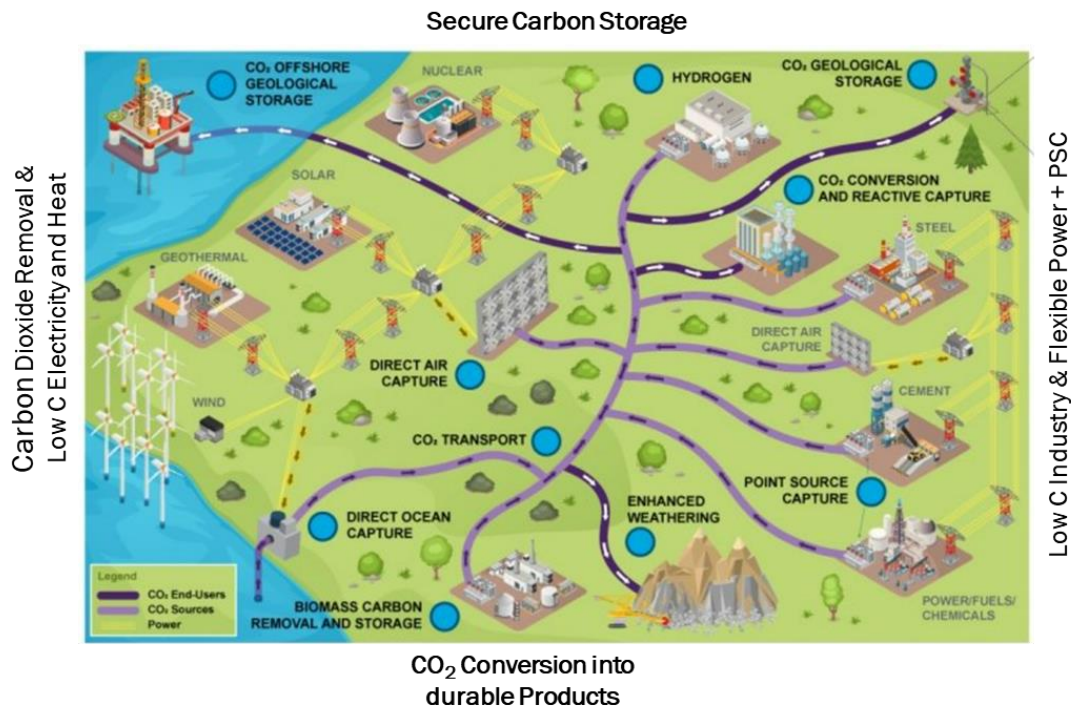 Secure Carbon Storage
CO₂ OFFSHORE
GEOLOGICAL
STORAGE
NUCLEAR
HYDROGEN
CO₂ GEOLOGICAL
STORAGE
Carbon Dioxide Removal &
Low C Electricity and Heat
SOLAR
CO₂ CONVERSION
AND REACTIVE CAPTURE
STEEL
GEOTHERMAL
DIRECT AIR
CAPTURE
DIRECT AIR
CAPTURE
WIND
CEMENT
CO₂ TRANSPORT
POINT SOURCE
CAPTURE
DIRECT OCEAN
CAPTURE
ENHANCED
WEATHERING
Legend
CO₂ End-Users
CO₂ Sources
Power
BIOMASS CARBON
REMOVAL AND STORAGE
POWER/FUELS/
CHEMICALS
Low C Industry & Flexible Power + PSC
CO₂ Conversion into
durable Products